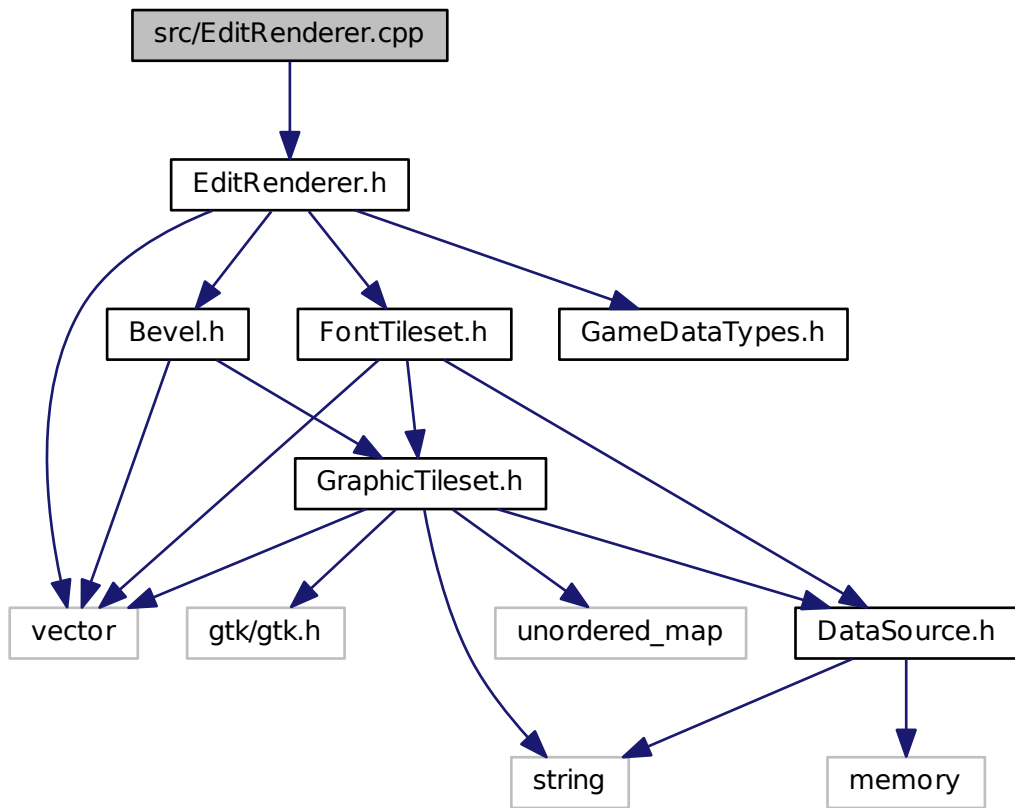 src/EditRenderer.cpp
EditRenderer.h
Bevel.h
FontTileset.h
GameDataTypes.h
GraphicTileset.h
vector
gtk/gtk.h
unordered_map
DataSource.h
string
memory